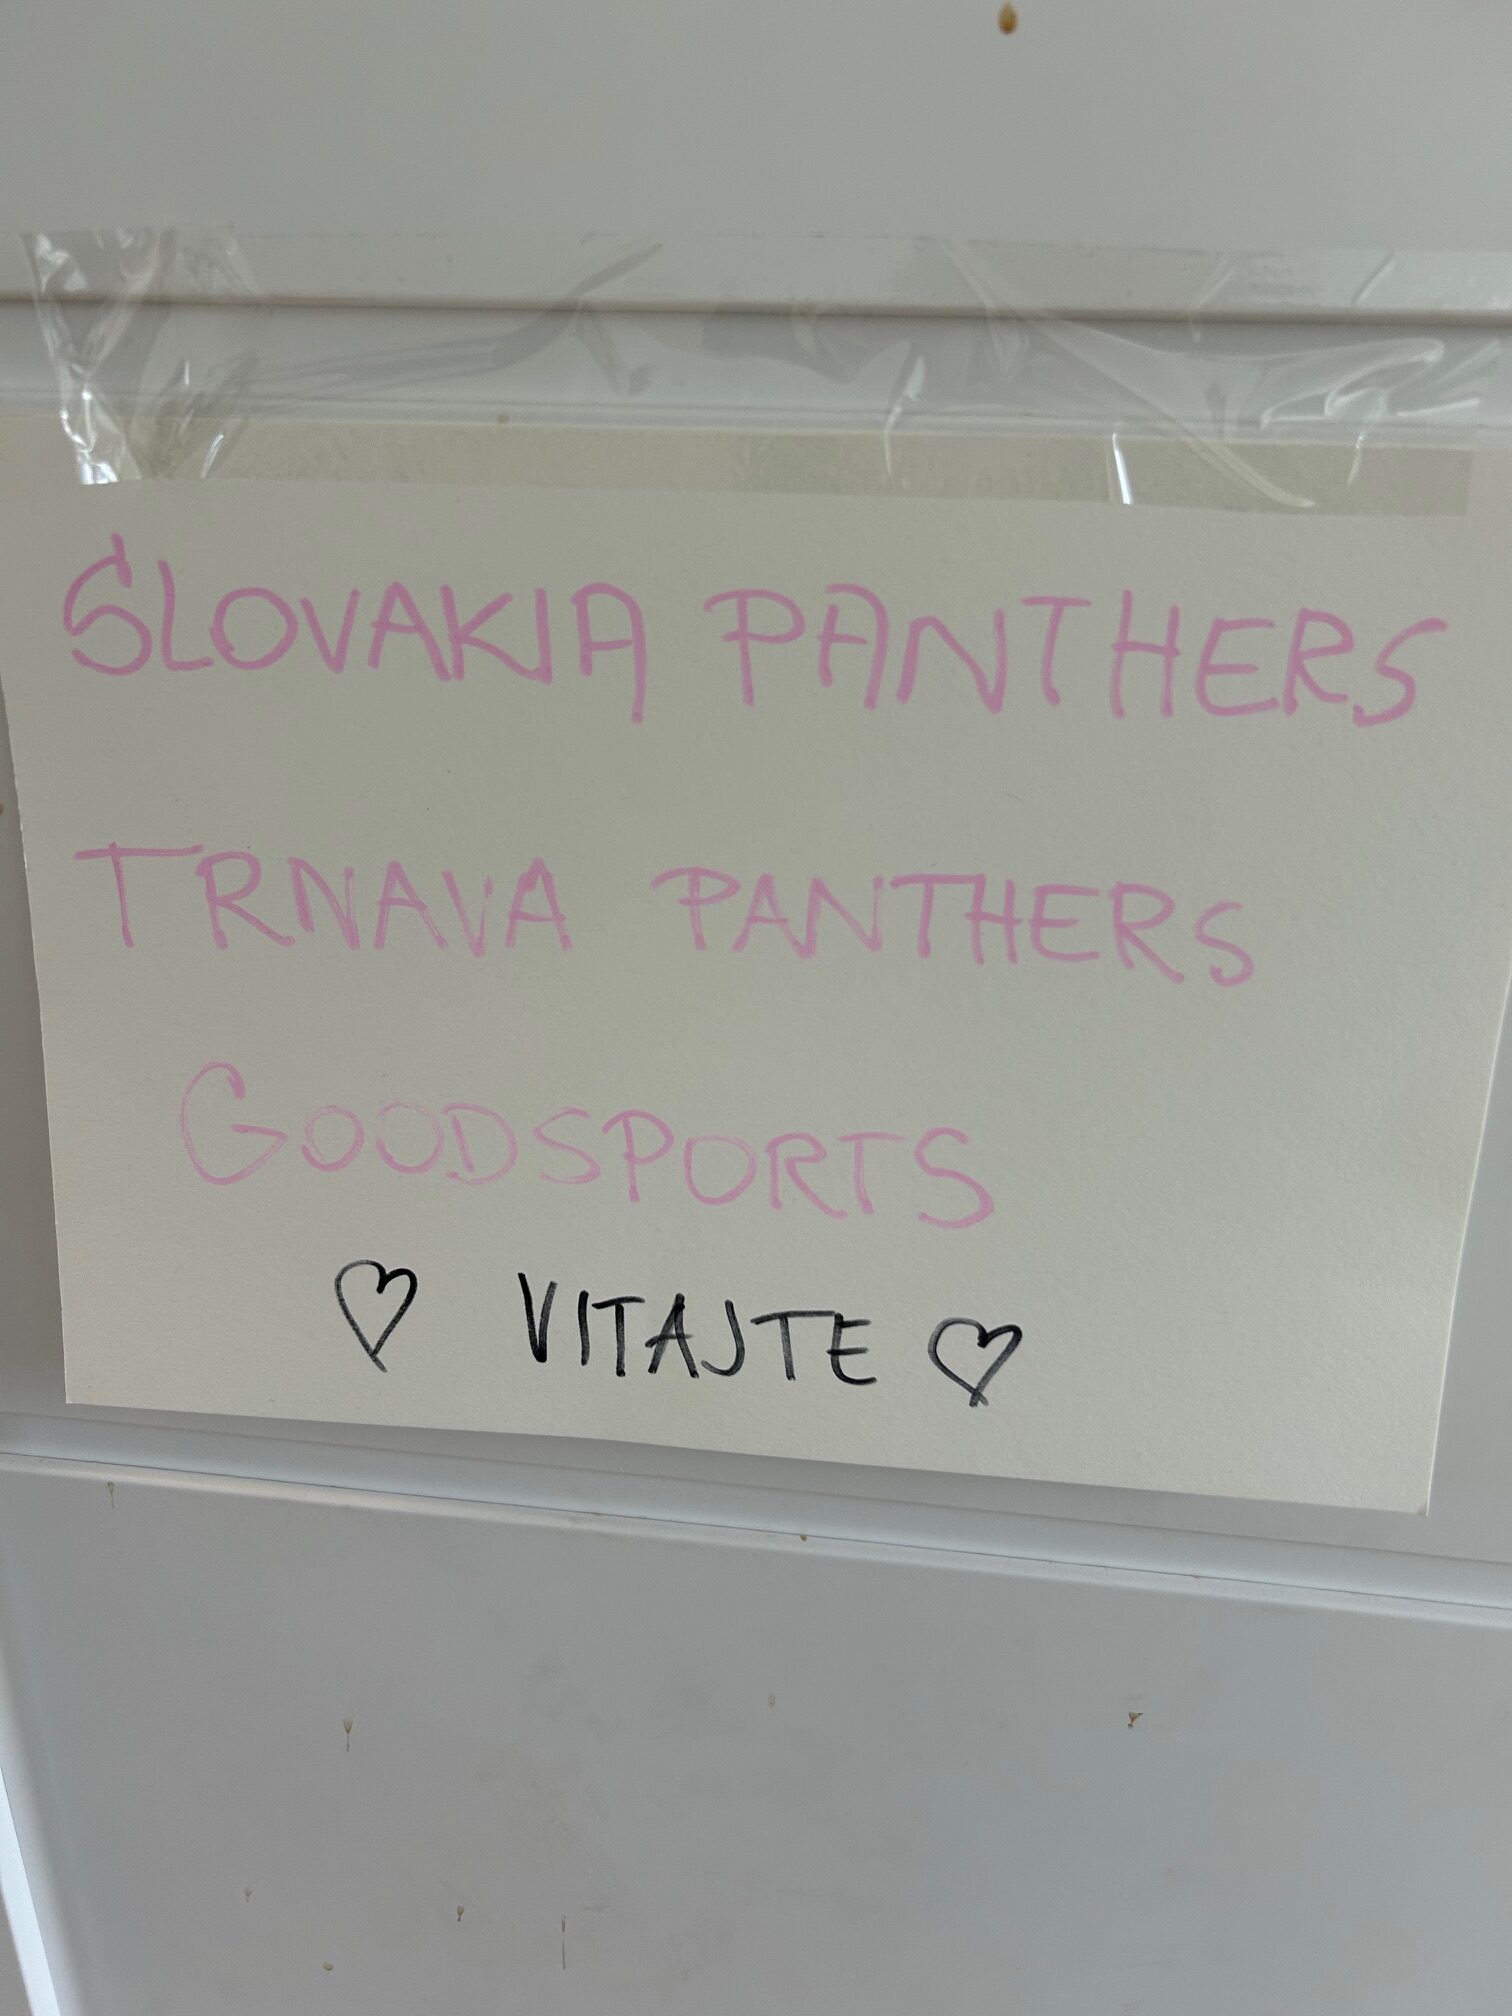 SLOVAKIA PANTHERS
TRNAVA PANTHERS
GOODSPORTS
♡ VITAJTE ♡